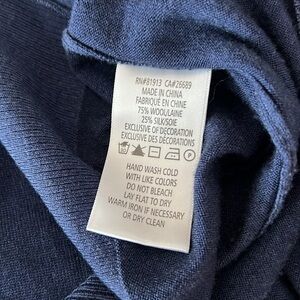 RN#81913 CA#26689
MADE IN CHINA
FABRIQUÉ EN CHINE
75% WOOL/LAINE
25% SILK/SOIE
EXCLUSIVE OF DECORATION
EXCLUSIVE DES DÉCORATIONS
HAND WASH COLD
WITH LIKE COLORS
DO NOT BLEACH
LAY FLAT TO DRY
WARM IRON IF NECESSARY
OR DRY CLEAN